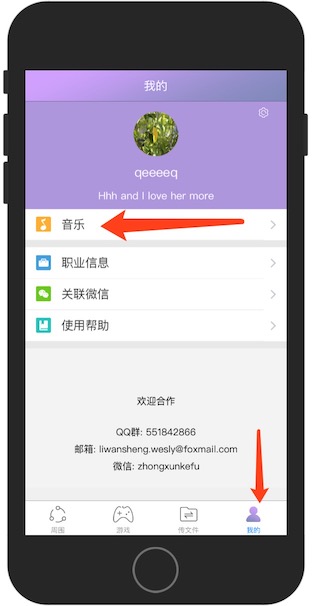 我的
qeeeeq
Hhh and I love her more
音乐
职业信息
关联微信
使用帮助
欢迎合作
QQ群: 551842866
邮箱: liwansheng.wesly@foxmail.com
微信: zhongxunkefu
周围
游戏
传文件
我的